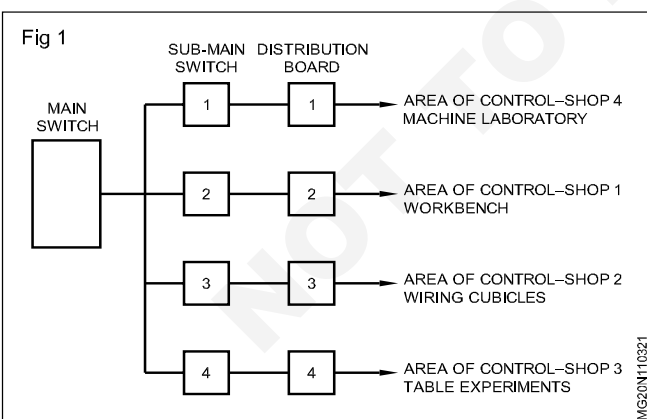 Fig 1
SUB-MAIN SWITCH
DISTRIBUTION BOARD
MAIN SWITCH
1
1
AREA OF CONTROL–SHOP 4
MACHINE LABORATORY
2
2
AREA OF CONTROL–SHOP 1
WORKBENCH
3
3
AREA OF CONTROL–SHOP 2
WIRING CUBICLES
4
4
AREA OF CONTROL–SHOP 3
TABLE EXPERIMENTS
MG20N110321
NOT TO